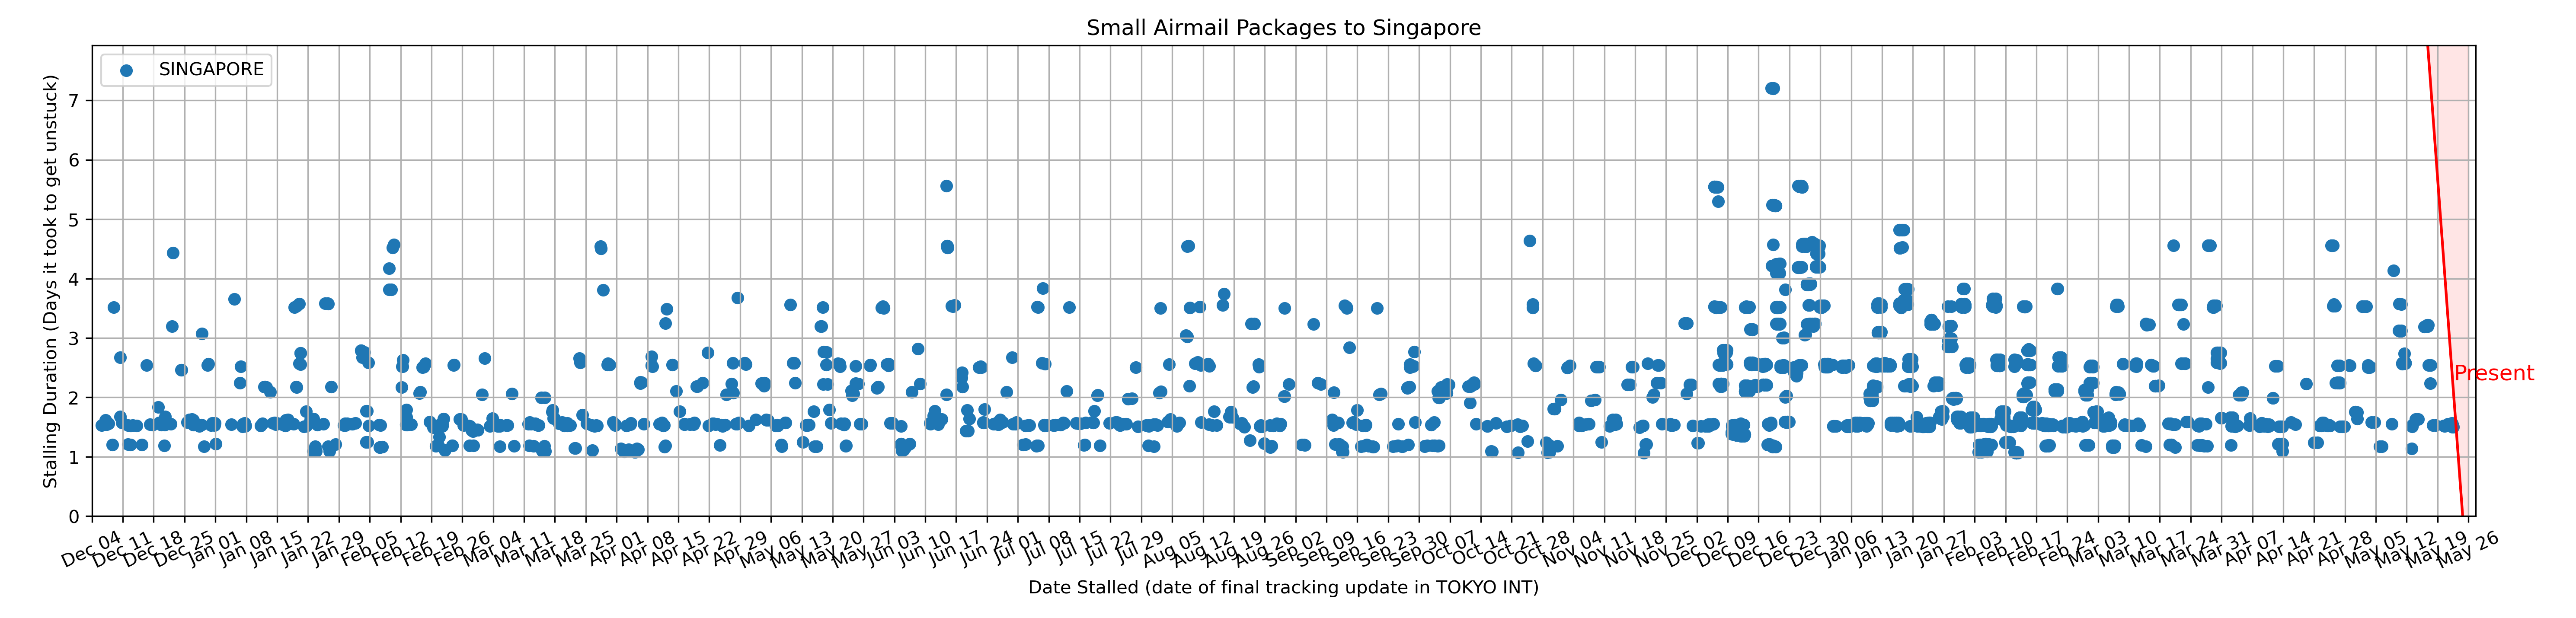 Small Airmail Packages to Singapore
SINGAPORE
Stalling Duration (Days it took to get unstuck)
7
6
5
4
3
2
1
0
Present
Dec 04 Dec 11 Dec 18 Dec 25 Jan 01 Jan 08 Jan 15 Jan 22 Jan 29 Feb 05 Feb 12 Feb 19 Feb 26 Mar 04 Mar 11 Mar 18 Mar 25 Apr 01 Apr 08 Apr 15 Apr 22 Apr 29 May 06 May 13 May 20 May 27 Jun 03 Jun 10 Jun 17 Jun 24 Jul 01 Jul 08 Jul 15 Jul 22 Jul 29 Aug 05 Aug 12 Aug 19 Aug 26 Sep 02 Sep 09 Sep 16 Sep 23 Sep 30 Oct 07 Oct 14 Oct 21 Oct 28 Nov 04 Nov 11 Nov 18 Nov 25 Dec 02 Dec 09 Dec 16 Dec 23 Dec 30 Jan 06 Jan 13 Jan 20 Jan 27 Feb 03 Feb 10 Feb 17 Feb 24 Mar 03 Mar 10 Mar 17 Mar 24 Mar 31 Apr 07 Apr 14 Apr 21 Apr 28 May 05 May 12 May 19 May 26
Date Stalled (date of final tracking update in TOKYO INT)